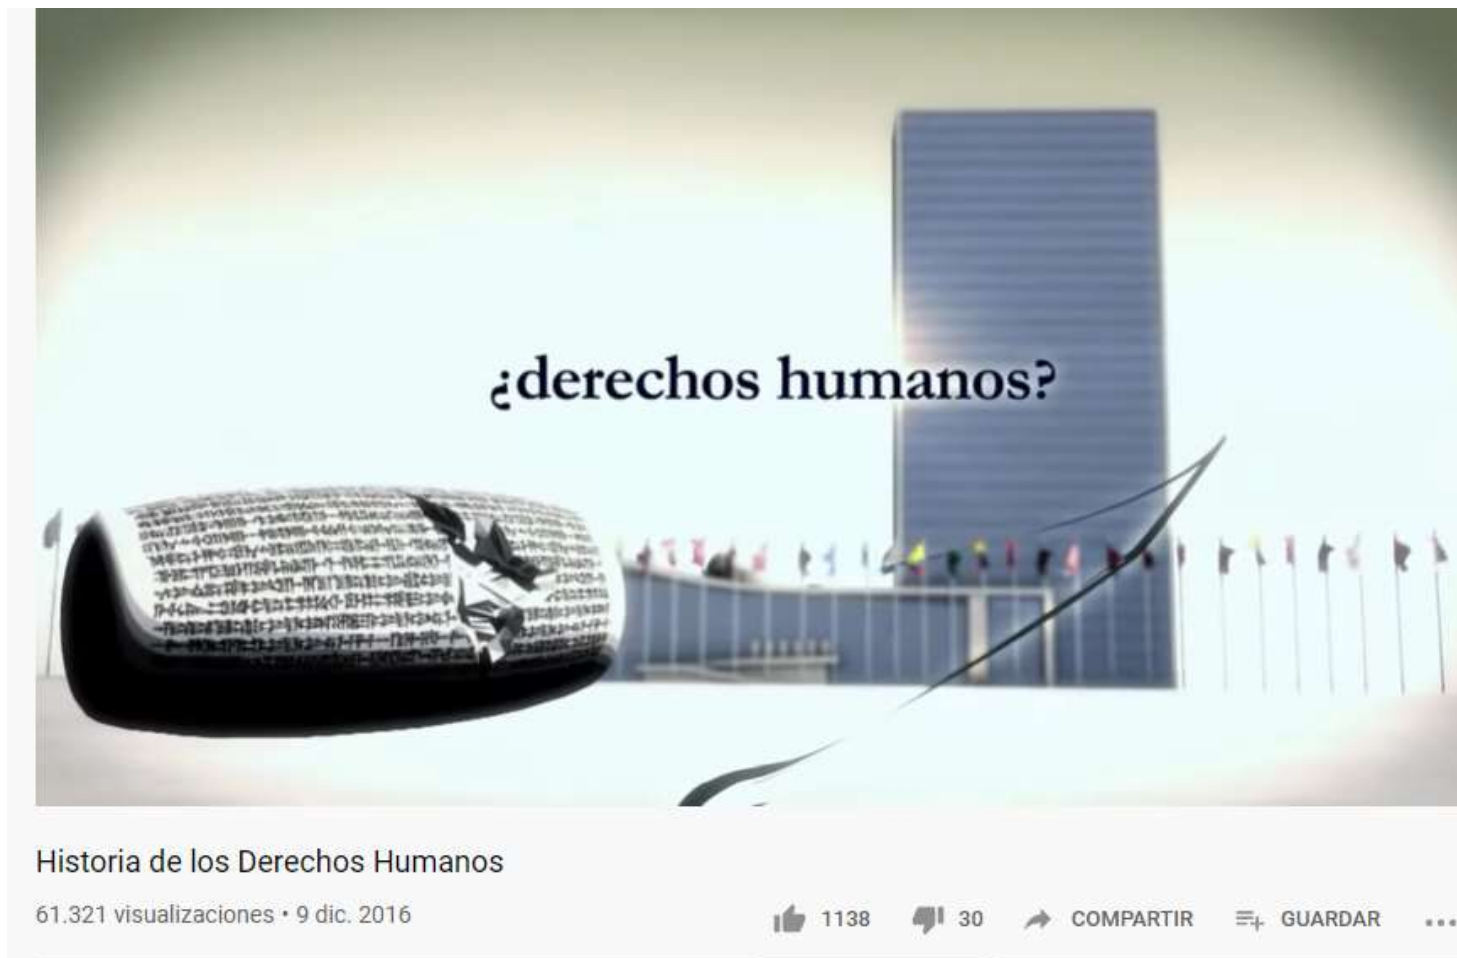 ¿derechos humanos?
Historia de los Derechos Humanos
61.321 visualizaciones • 9 dic. 2016
1138 30 COMPARTIR GUARDAR